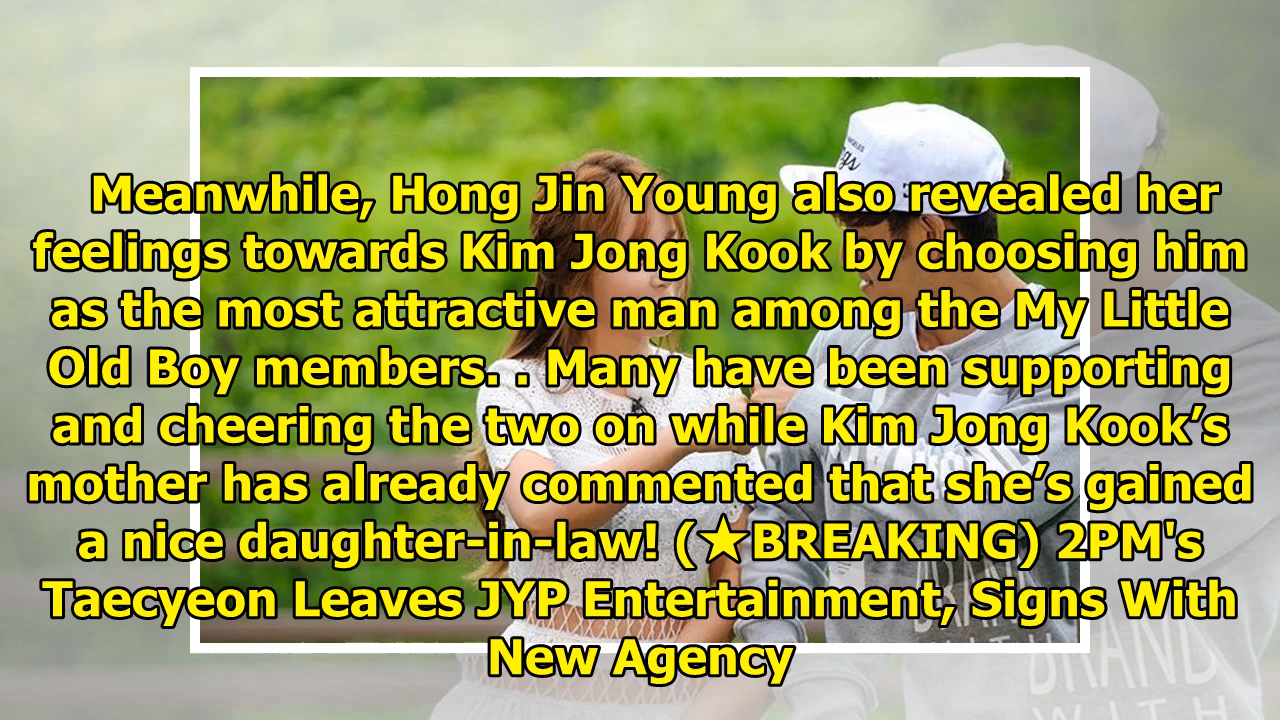 Meanwhile, Hong Jin Young also revealed her
feelings towards Kim Jong Kook by choosing him
as the most attractive man among the My Little
Old Boy members. . Many have been supporting
and cheering the two on while Kim Jong Kook’s
mother has already commented that she’s gained
a nice daughter-in-law! (★BREAKING) 2PM's
Taecyeon Leaves JYP Entertainment, Signs With
New Agency
BRAND
WITH